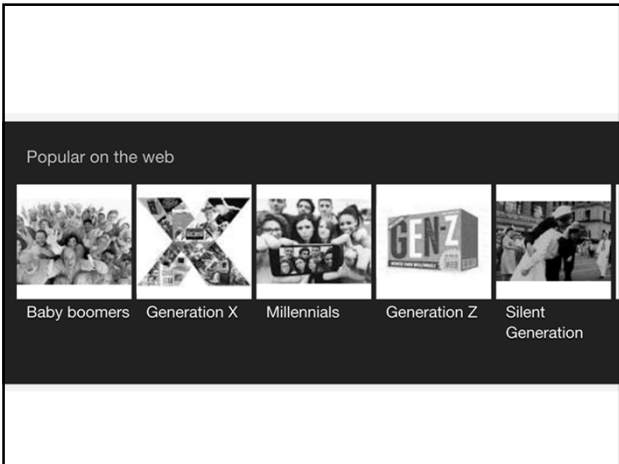 Popular on the web
GEN-Z
Baby boomers
Generation X
Millennials
Generation Z
Silent
Generation